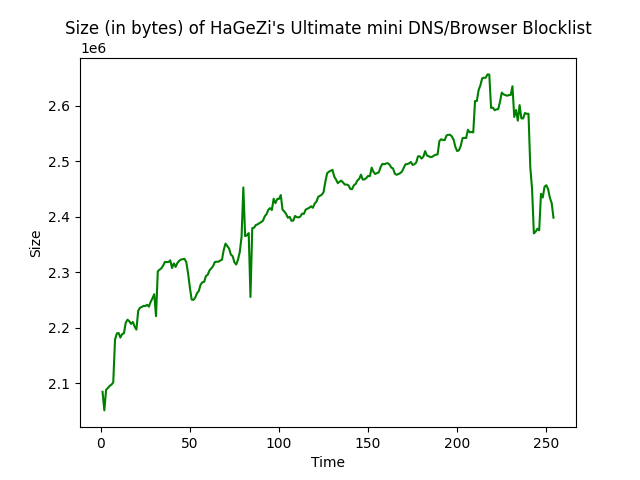 Size (in bytes) of HaGeZi's Ultimate mini DNS/Browser Blocklist
1e6
2.6
2.5
2.4
2.3
2.2
2.1
Size
0 50 100 150 200 250
Time